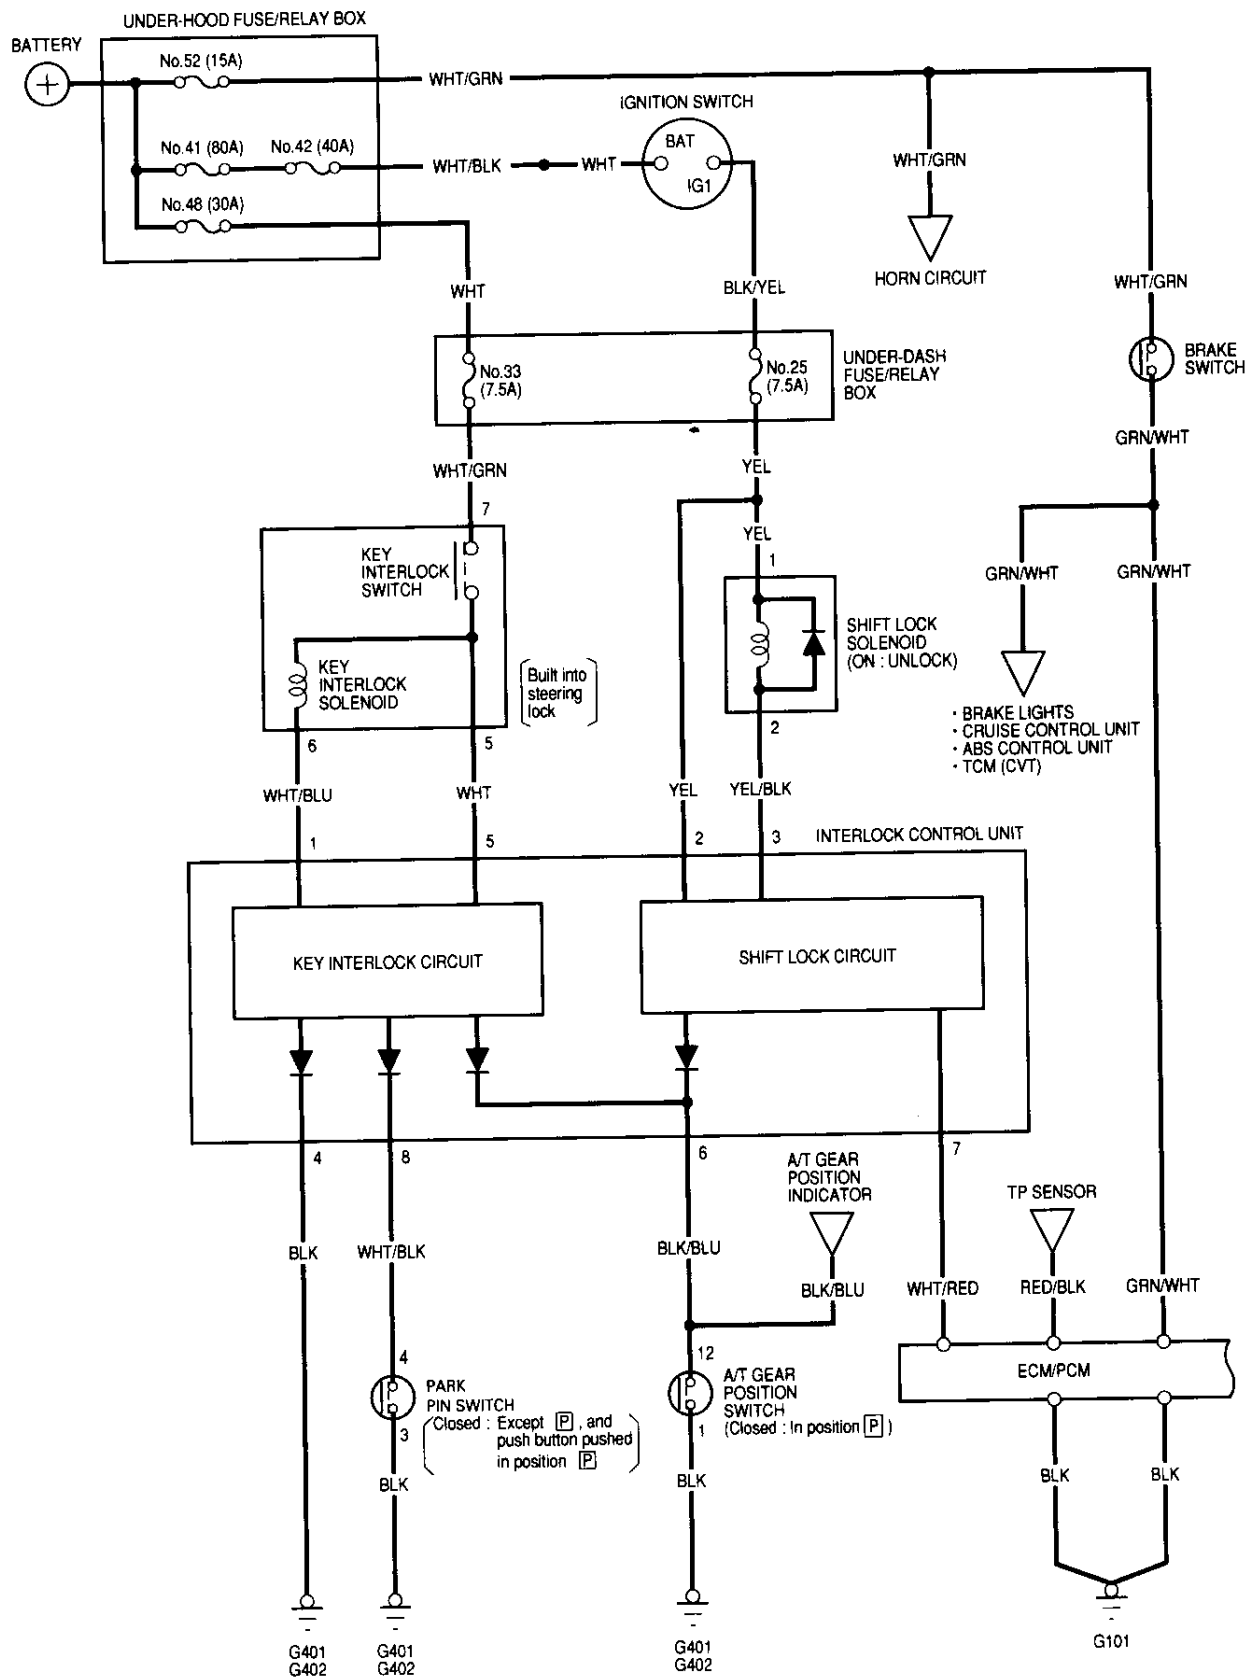 UNDER-HOOD FUSE/RELAY BOX
BATTERY
No.52 (15A)
WHT/GRN
IGNITION SWITCH
No.41 (80A)
No.42 (40A)
WHT/BLK
WHT
BAT
IG1
WHT/GRN
No.48 (30A)
HORN CIRCUIT
WHT
BLK/YEL
WHT/GRN
No.33
(7.5A)
No.25
(7.5A)
UNDER-DASH
FUSE/RELAY
BOX
BRAKE
SWITCH
GRN/WHT
WHT/GRN
YEL
7
YEL
KEY
INTERLOCK
SWITCH
1
GRN/WHT
GRN/WHT
KEY
INTERLOCK
SOLENOID
Built into
steering
lock
SHIFT LOCK
SOLENOID
(ON : UNLOCK)
6
5
2
· BRAKE LIGHTS
· CRUISE CONTROL UNIT
· ABS CONTROL UNIT
· TCM (CVT)
WHT/BLU
WHT
YEL
YEL/BLK
1
5
2
3
INTERLOCK CONTROL UNIT
KEY INTERLOCK CIRCUIT
SHIFT LOCK CIRCUIT
4
8
6
7
A/T GEAR
POSITION
INDICATOR
TP SENSOR
BLK
WHT/BLK
BLK/BLU
BLK/BLU
WHT/RED
RED/BLK
GRN/WHT
4
12
PARK
PIN SWITCH
(Closed : Except P , and
push button pushed
in position P )
3
A/T GEAR
POSITION
SWITCH
(Closed : In position P )
1
ECM/PCM
BLK
BLK
BLK
BLK
G401
G402
G401
G402
G401
G402
G101